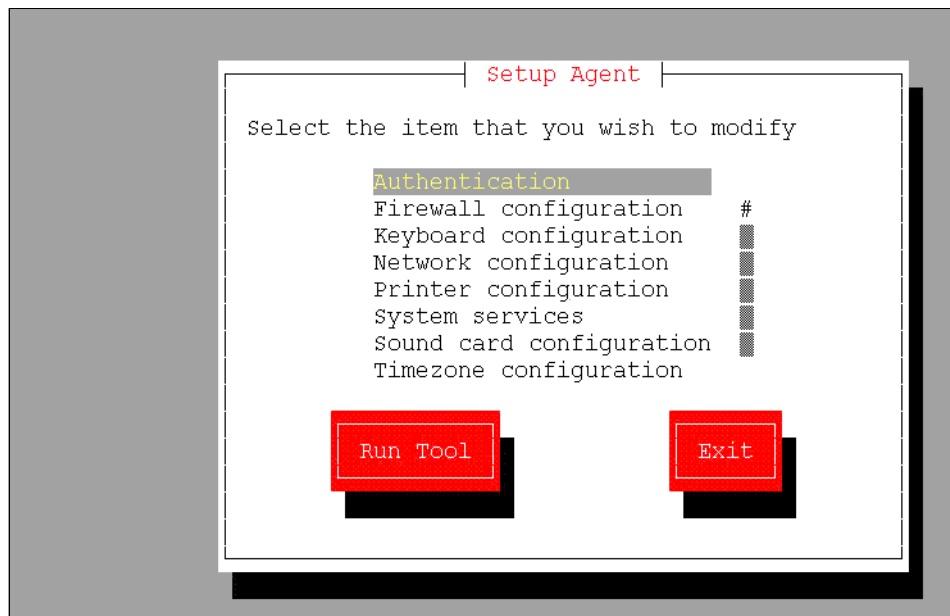 Setup Agent
Select the item that you wish to modify
Authentication
Firewall configuration #
Keyboard configuration
Network configuration
Printer configuration
System services
Sound card configuration
Timezone configuration
Run Tool Exit